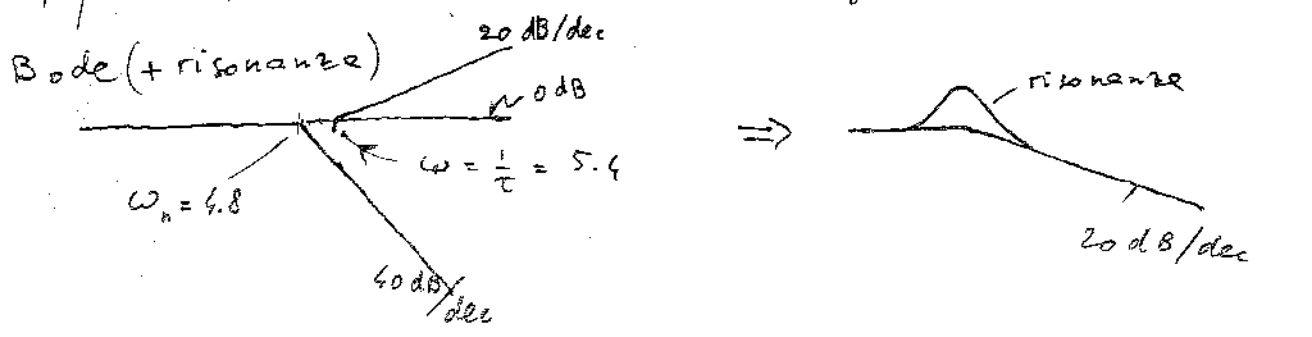 Bode (+ risonanze)
20 dB/dec
0 dB
ω = 1/τ = 5.4
ωn = 4.8
40 dB/dec
⇒
risonanze
20 dB/dec